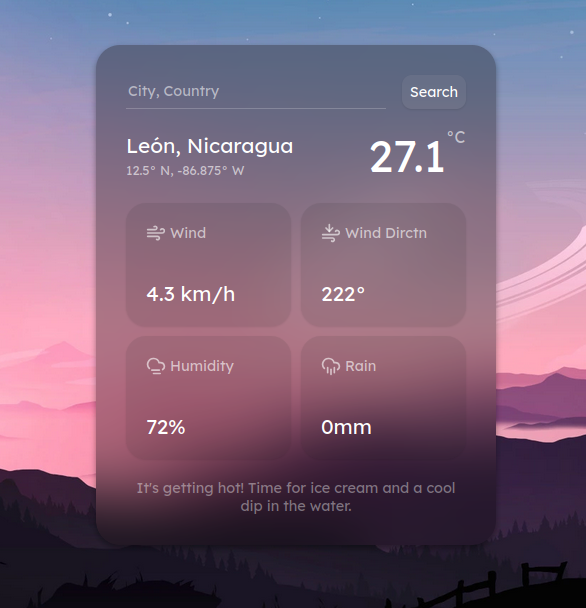 City, Country
Search
León, Nicaragua
12.5° N, -86.875° W
27.1 °C
Wind
4.3 km/h
Wind Dirctn
222°
Humidity
72%
Rain
0mm
It's getting hot! Time for ice cream and a cool
dip in the water.